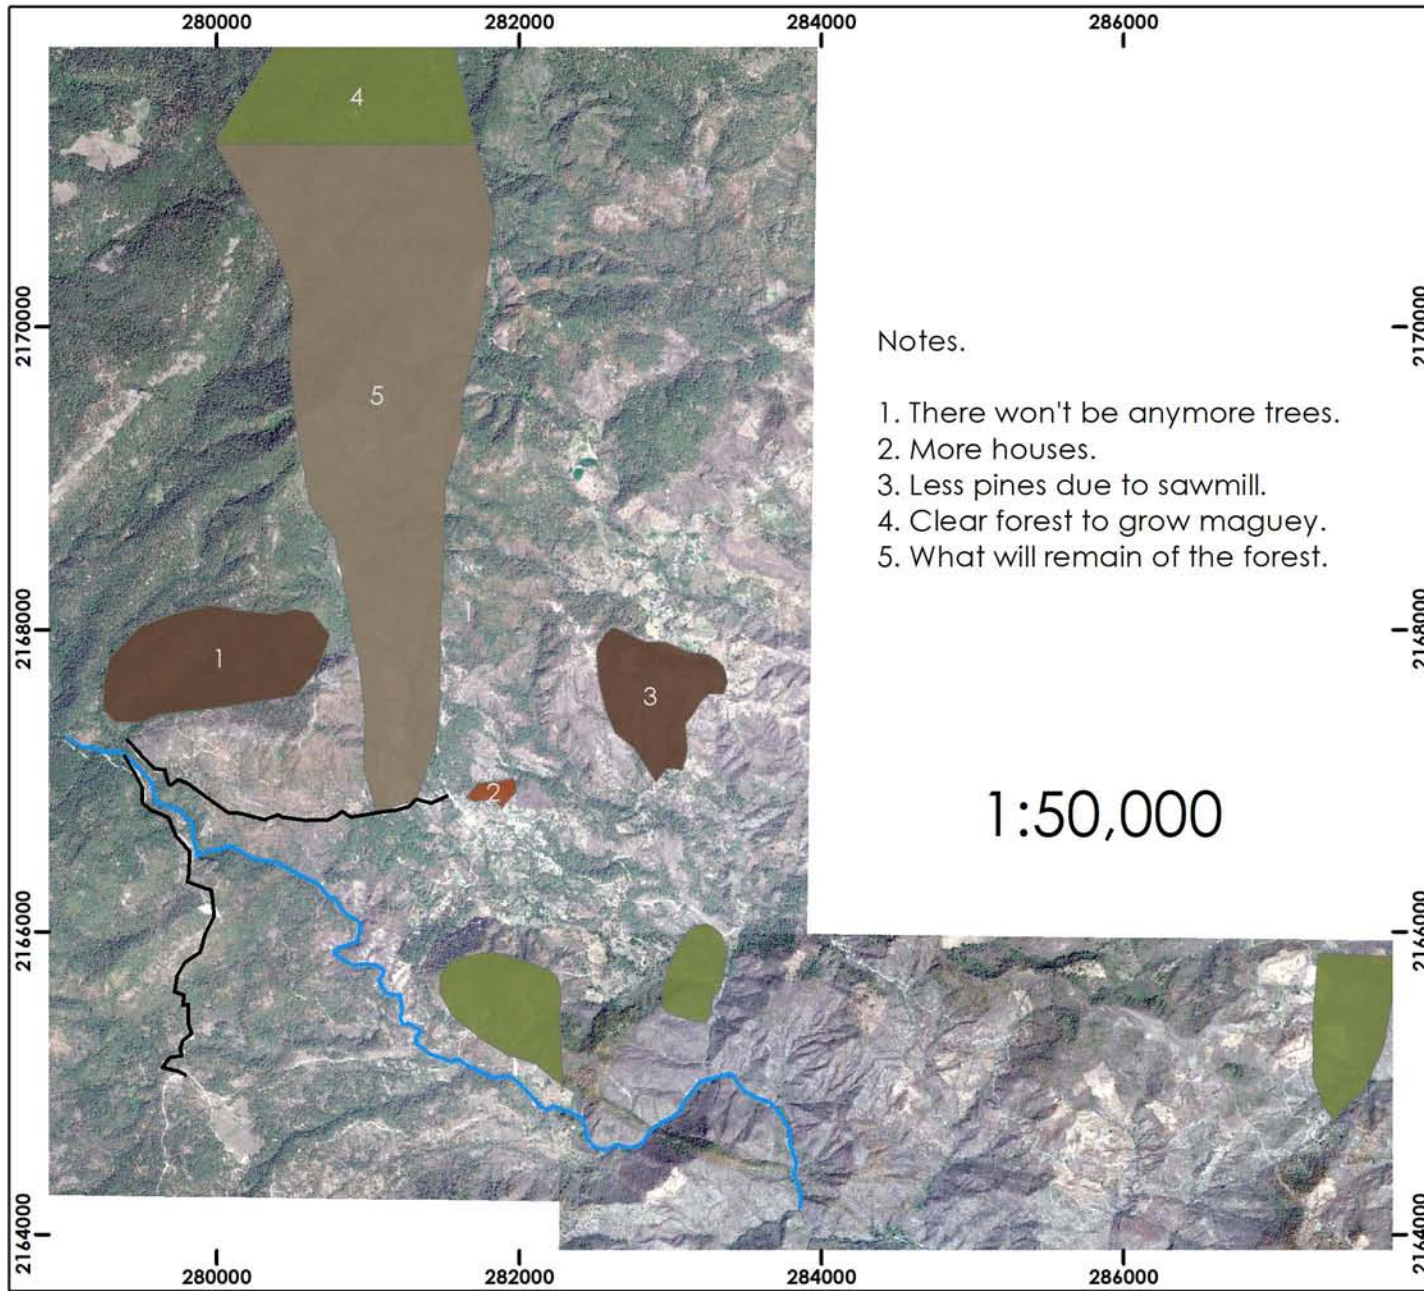 280000 282000 284000 286000
4
2170000 2170000
Notes.
5
1. There won't be anymore trees.
2. More houses.
3. Less pines due to sawmill.
4. Clear forest to grow maguey.
5. What will remain of the forest.
2168000 2168000
1
3
2
1:50,000
2166000 2166000
2164000 2164000
280000 282000 284000 286000